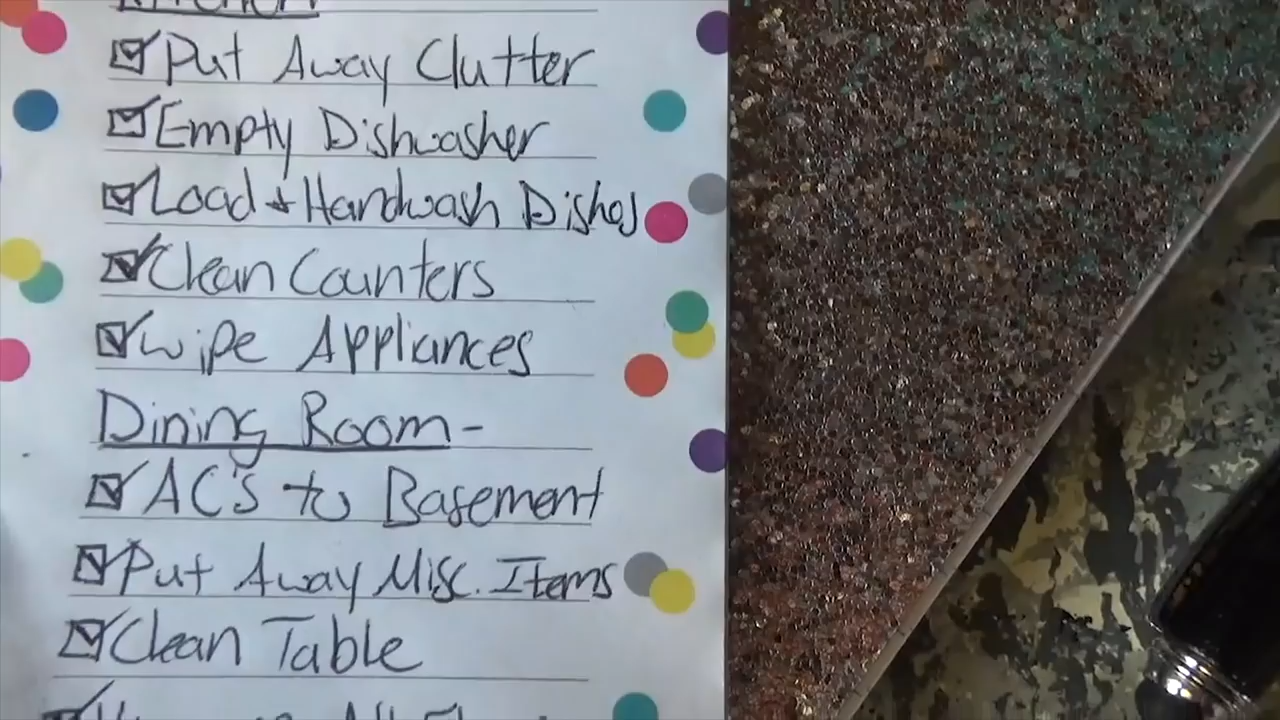 Kitchen
Put Away Clutter
Empty Dishwasher
Load & Handwash Dishes
Clean Counters
Wipe Appliances
Dining Room-
AC's to Basement
Put Away Misc. Items
Clean Table